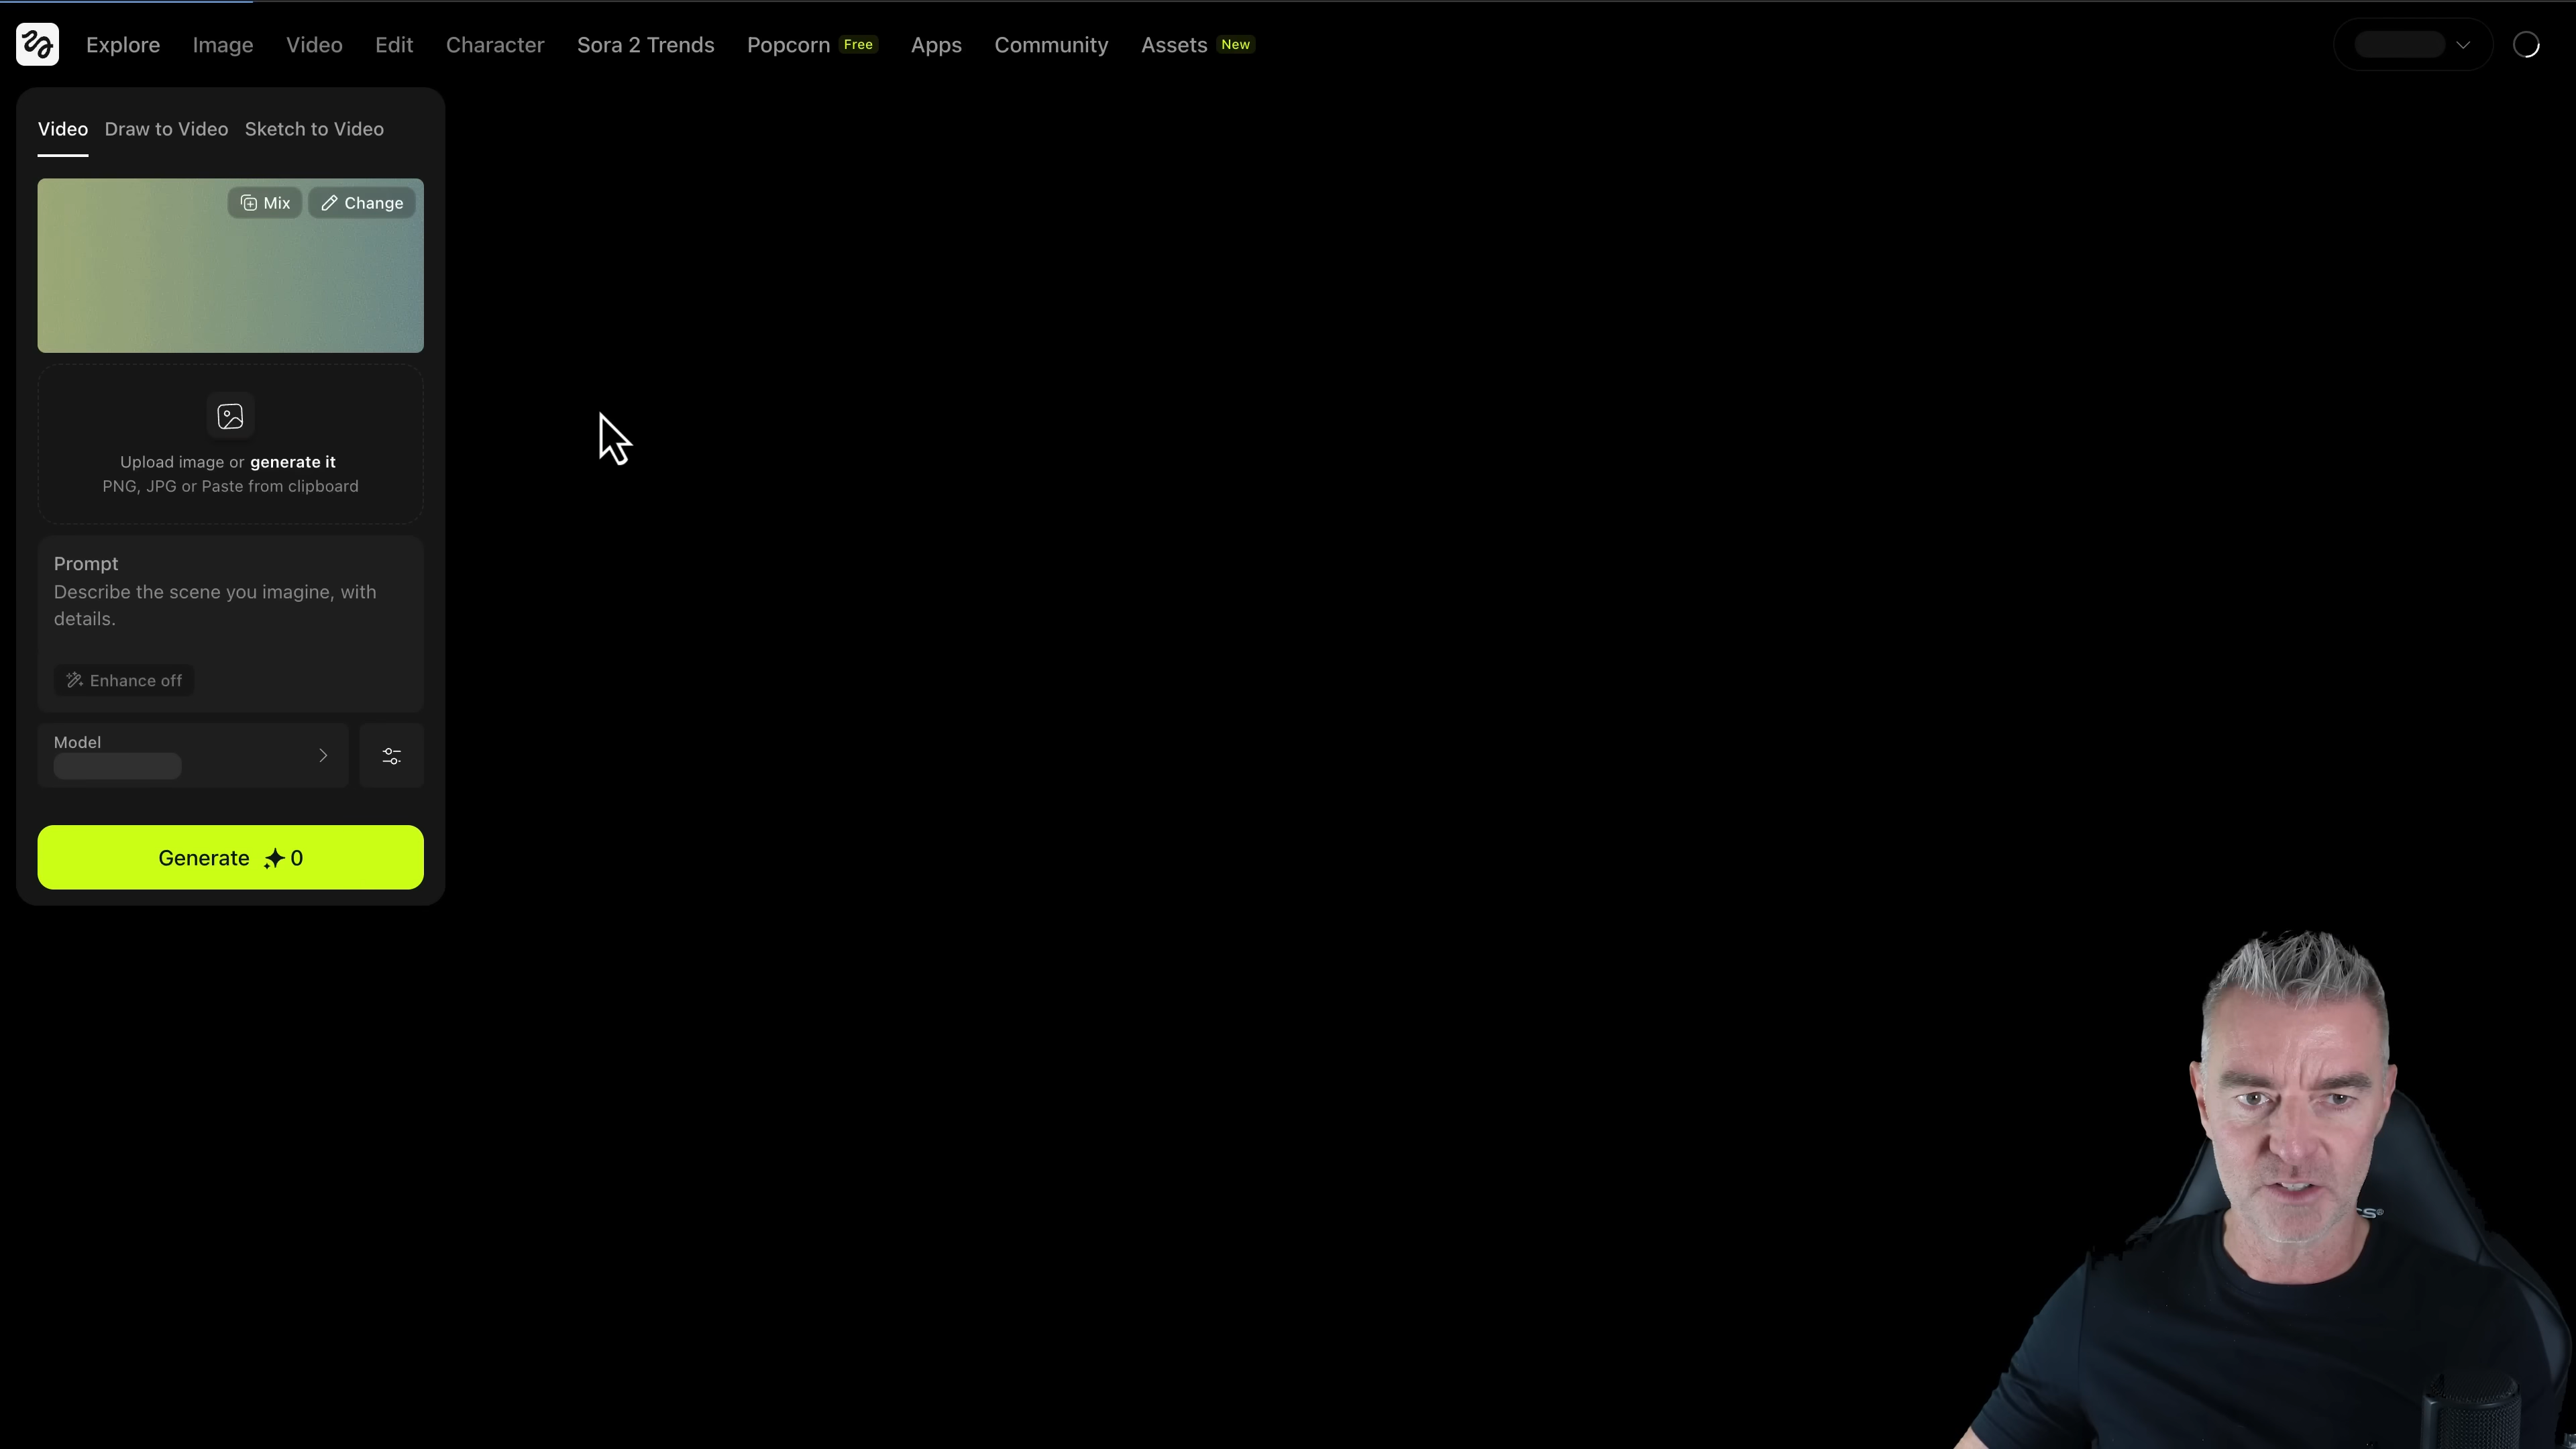 Explore Image Video Edit Character Sora 2 Trends Popcorn Free Apps Community Assets New
Video Draw to Video Sketch to Video
Mix Change
Upload image or generate it
PNG, JPG or Paste from clipboard
Prompt
Describe the scene you imagine, with
details.
Enhance off
Model
Generate 0